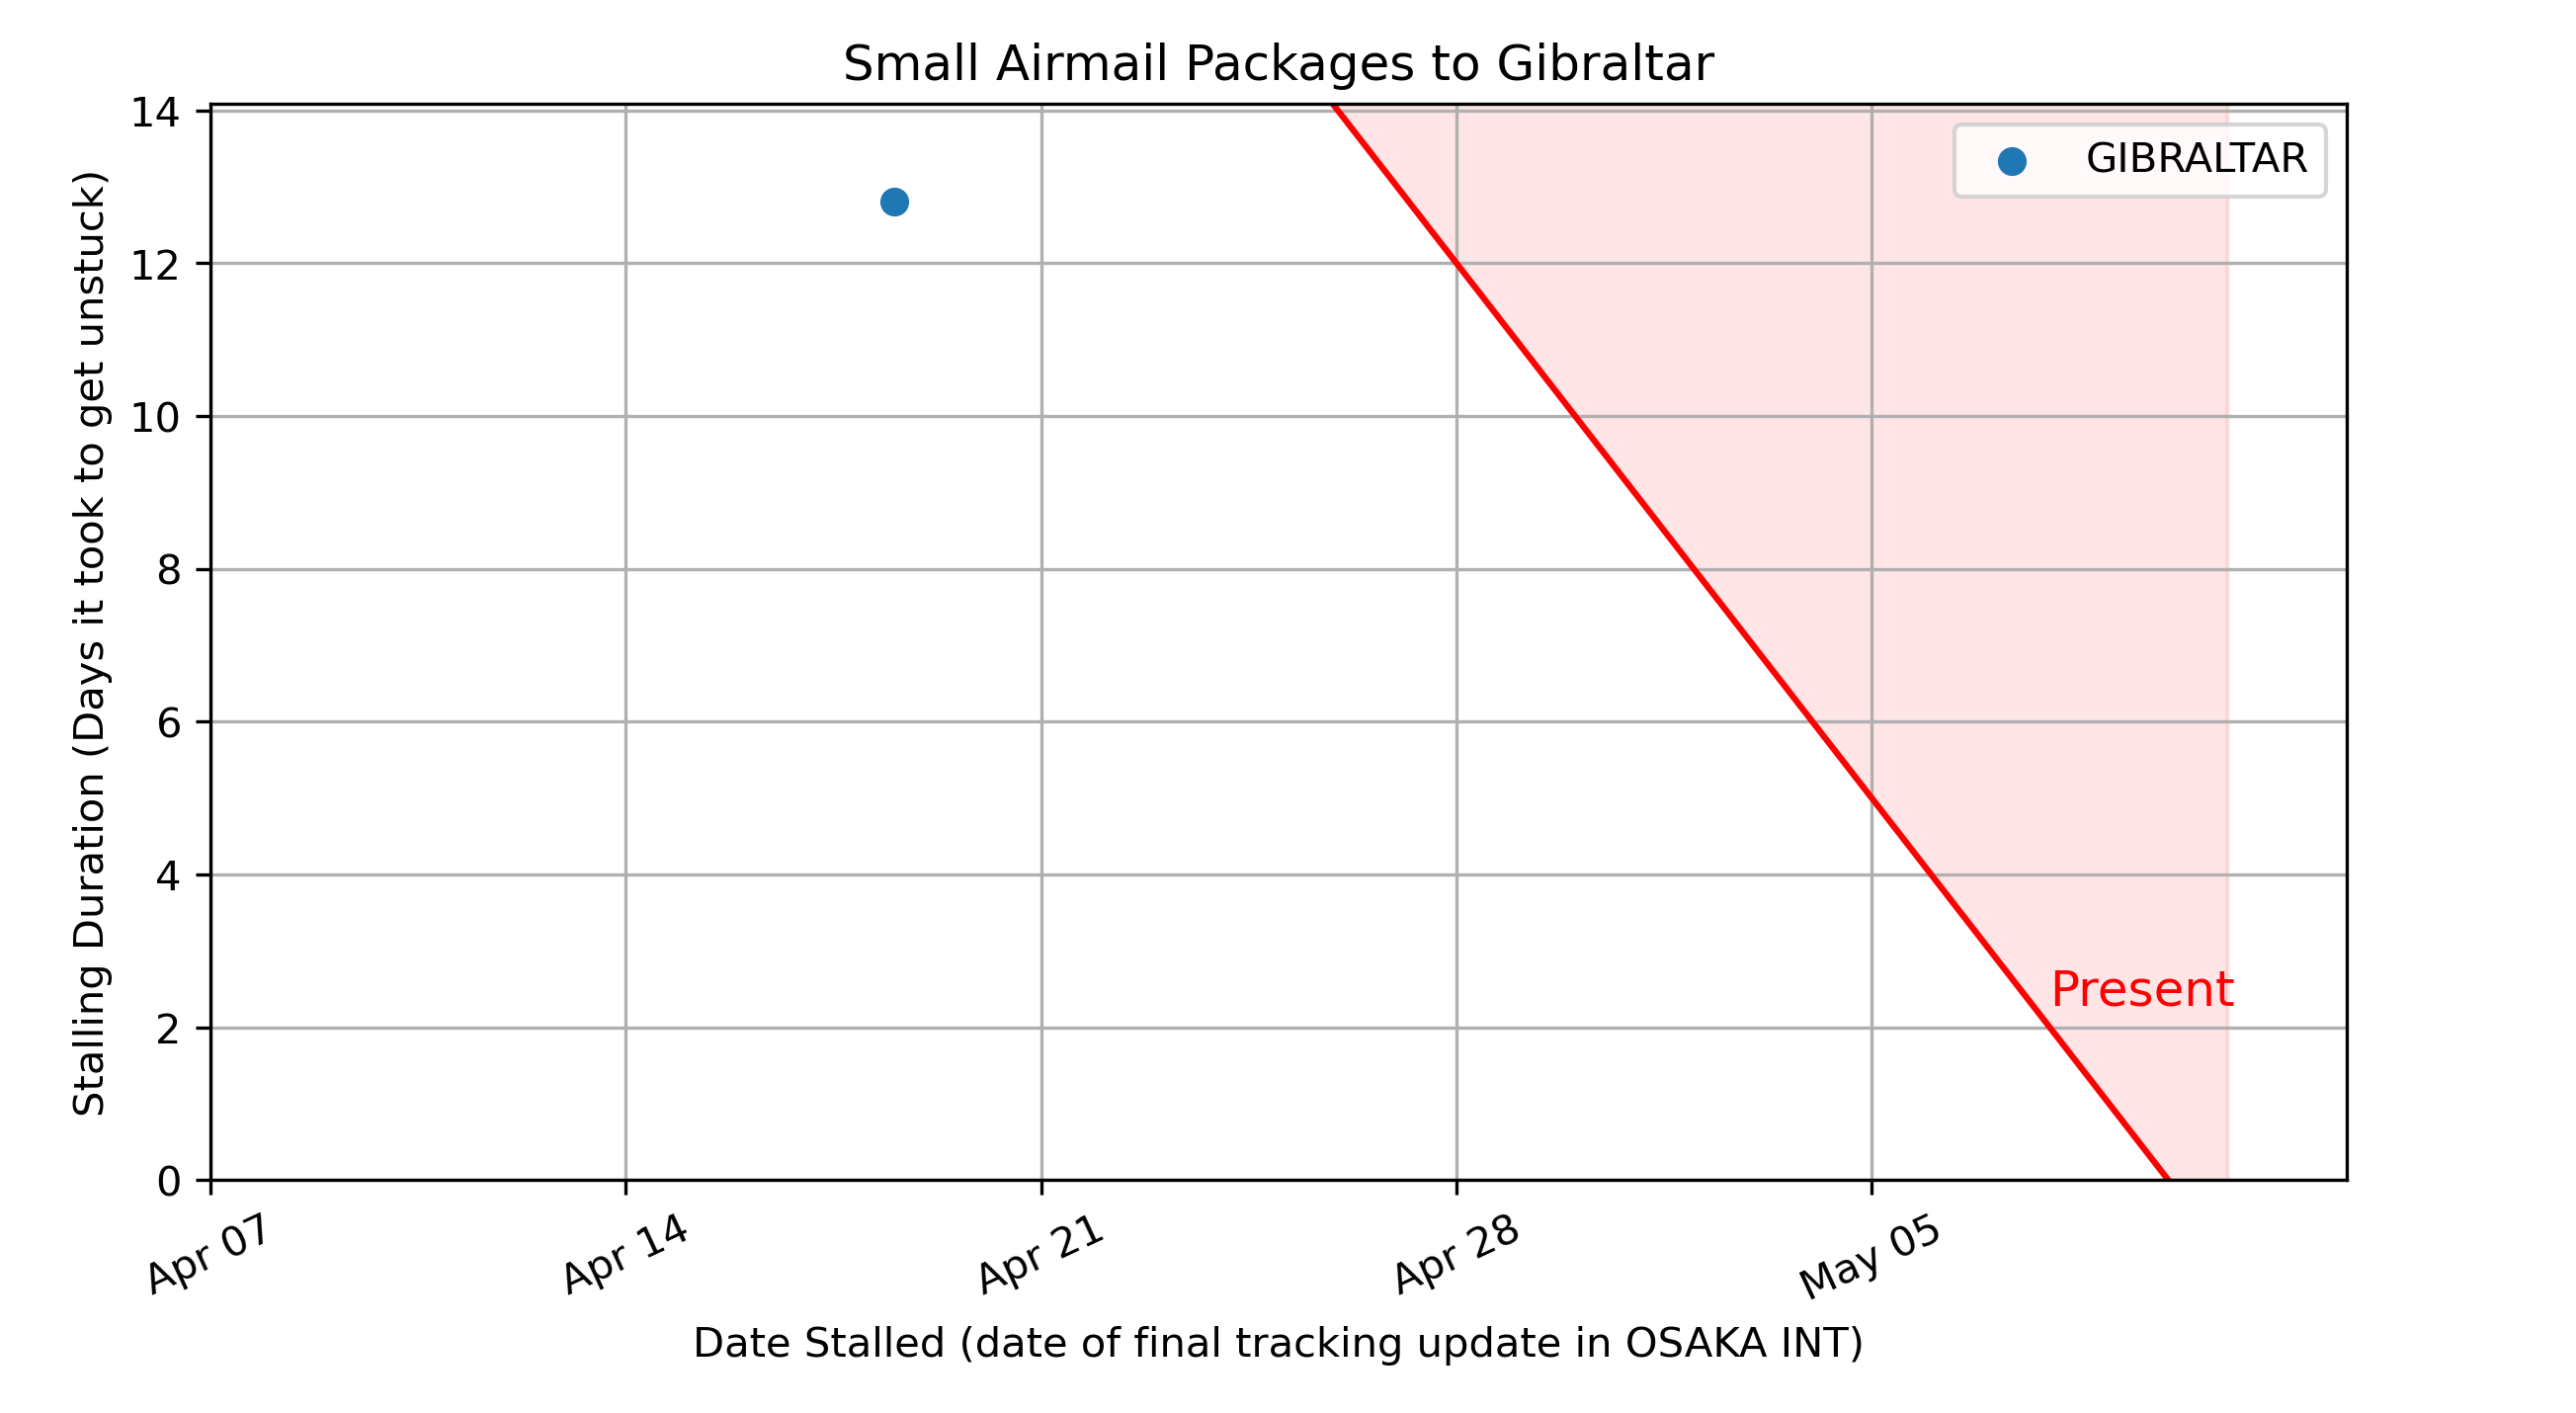 Small Airmail Packages to Gibraltar
GIBRALTAR
Stalling Duration (Days it took to get unstuck)
14
12
10
8
6
4
2
0
Present
Apr 07
Apr 14
Apr 21
Apr 28
May 05
Date Stalled (date of final tracking update in OSAKA INT)